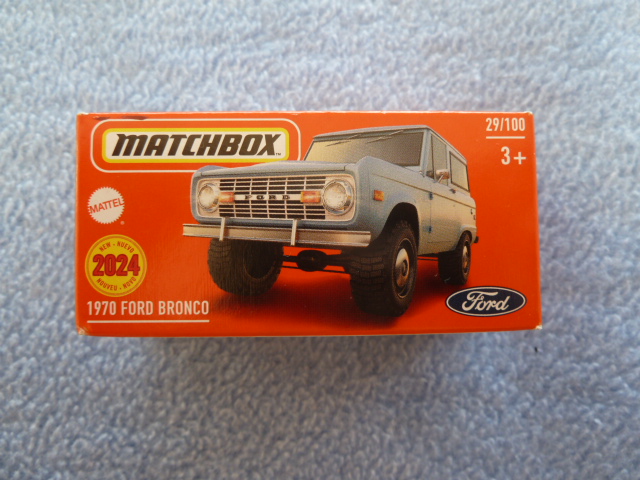 MATCHBOX
29/100
3+
MATTEL
NEW - NUEVO
2024
NOUVEAU - NOVO
1970 FORD BRONCO
FORD
Ford